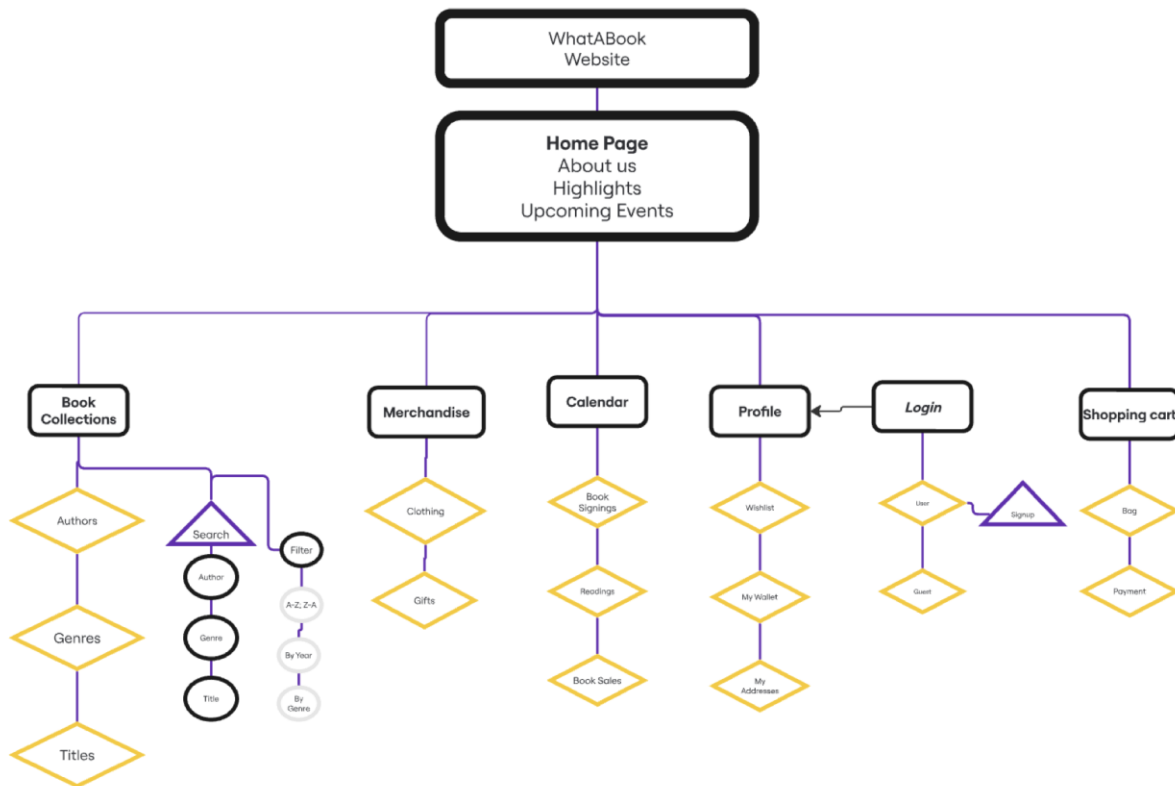 WhatABook
Website
Home Page
About us
Highlights
Upcoming Events
Book
Collections
Merchandise
Calendar
Profile
Login
Shopping cart
Authors
Genres
Titles
Search
Author
Genre
Title
Filter
A-Z, Z-A
By Year
By
Genre
Clothing
Gifts
Book
Signings
Readings
Book Sales
Wishlist
My Wallet
My
Addresses
User
Signup
Guest
Bag
Payment